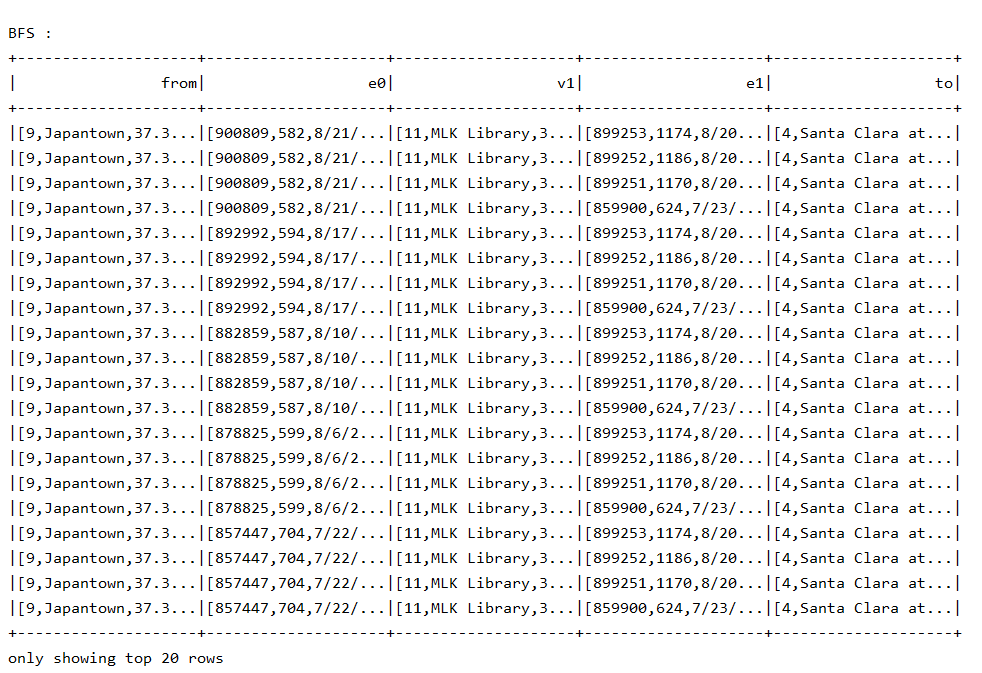 BFS :
+--------------------+--------------------+--------------------+--------------------+--------------------+
|                from|                  e0|                  v1|                  e1|                  to|
+--------------------+--------------------+--------------------+--------------------+--------------------+
|[9,Japantown,37.3...|[900809,582,8/21/...|[11,MLK Library,3...|[899253,1174,8/20...|[4,Santa Clara at...|
|[9,Japantown,37.3...|[900809,582,8/21/...|[11,MLK Library,3...|[899252,1186,8/20...|[4,Santa Clara at...|
|[9,Japantown,37.3...|[900809,582,8/21/...|[11,MLK Library,3...|[899251,1170,8/20...|[4,Santa Clara at...|
|[9,Japantown,37.3...|[900809,582,8/21/...|[11,MLK Library,3...|[859900,624,7/23/...|[4,Santa Clara at...|
|[9,Japantown,37.3...|[892992,594,8/17/...|[11,MLK Library,3...|[899253,1174,8/20...|[4,Santa Clara at...|
|[9,Japantown,37.3...|[892992,594,8/17/...|[11,MLK Library,3...|[899252,1186,8/20...|[4,Santa Clara at...|
|[9,Japantown,37.3...|[892992,594,8/17/...|[11,MLK Library,3...|[899251,1170,8/20...|[4,Santa Clara at...|
|[9,Japantown,37.3...|[892992,594,8/17/...|[11,MLK Library,3...|[859900,624,7/23/...|[4,Santa Clara at...|
|[9,Japantown,37.3...|[882859,587,8/10/...|[11,MLK Library,3...|[899253,1174,8/20...|[4,Santa Clara at...|
|[9,Japantown,37.3...|[882859,587,8/10/...|[11,MLK Library,3...|[899252,1186,8/20...|[4,Santa Clara at...|
|[9,Japantown,37.3...|[882859,587,8/10/...|[11,MLK Library,3...|[899251,1170,8/20...|[4,Santa Clara at...|
|[9,Japantown,37.3...|[882859,587,8/10/...|[11,MLK Library,3...|[859900,624,7/23/...|[4,Santa Clara at...|
|[9,Japantown,37.3...|[878825,599,8/6/2...|[11,MLK Library,3...|[899253,1174,8/20...|[4,Santa Clara at...|
|[9,Japantown,37.3...|[878825,599,8/6/2...|[11,MLK Library,3...|[899252,1186,8/20...|[4,Santa Clara at...|
|[9,Japantown,37.3...|[878825,599,8/6/2...|[11,MLK Library,3...|[899251,1170,8/20...|[4,Santa Clara at...|
|[9,Japantown,37.3...|[878825,599,8/6/2...|[11,MLK Library,3...|[859900,624,7/23/...|[4,Santa Clara at...|
|[9,Japantown,37.3...|[857447,704,7/22/...|[11,MLK Library,3...|[899253,1174,8/20...|[4,Santa Clara at...|
|[9,Japantown,37.3...|[857447,704,7/22/...|[11,MLK Library,3...|[899252,1186,8/20...|[4,Santa Clara at...|
|[9,Japantown,37.3...|[857447,704,7/22/...|[11,MLK Library,3...|[899251,1170,8/20...|[4,Santa Clara at...|
|[9,Japantown,37.3...|[857447,704,7/22/...|[11,MLK Library,3...|[859900,624,7/23/...|[4,Santa Clara at...|
+--------------------+--------------------+--------------------+--------------------+--------------------+
only showing top 20 rows